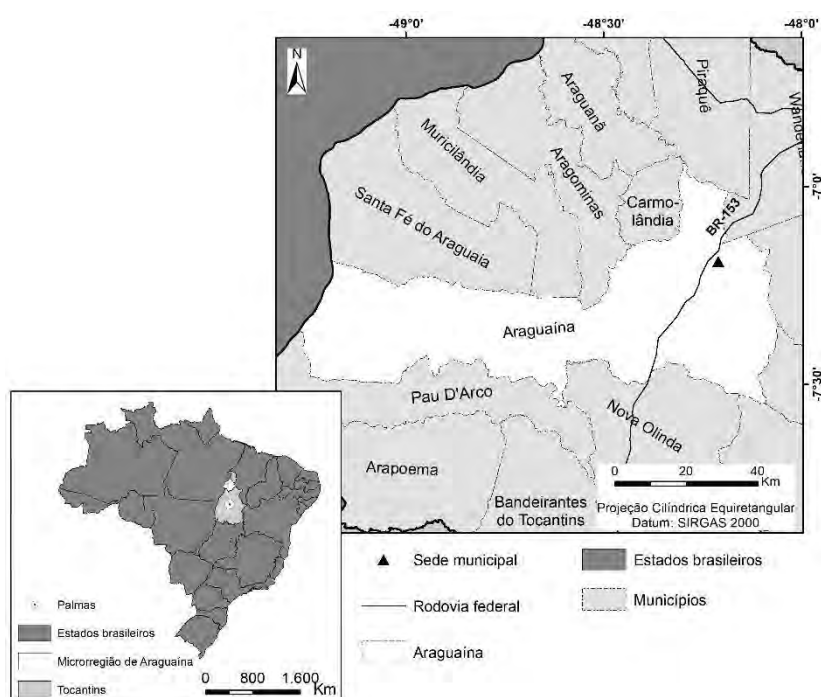 -49°0'
-48°30'
-48°0'
N
Piraquê
Wander
Araguanã
Muricilândia
Aragominas
Carmo-
lândia
Santa Fé do Araguaia
BR-153
-7°0'
Araguaína
Pau D'Arco
Nova Olinda
-7°30'
Arapoema
Bandeirantes
do Tocantins
0 20 40
Km
Projeção Cilíndrica Equiretangular
Datum: SIRGAS 2000
Sede municipal
Estados brasileiros
Rodovia federal
Municípios
Araguaína
Palmas
Estados brasileiros
Microrregião de Araguaína
Tocantins
0 800 1.600
Km